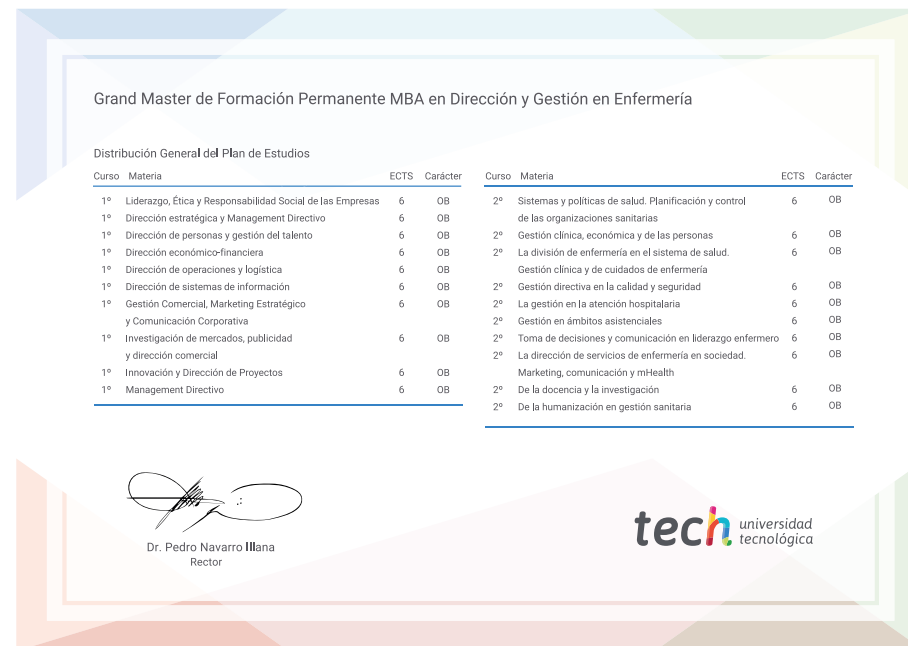 Grand Master de Formación Permanente MBA en Dirección y Gestión en Enfermería
Distribución General del Plan de Estudios
Curso Materia ECTS Carácter
1º Liderazgo, Ética y Responsabilidad Social de las Empresas 6 OB
1º Dirección estratégica y Management Directivo 6 OB
1º Dirección de personas y gestión del talento 6 OB
1º Dirección económico-financiera 6 OB
1º Dirección de operaciones y logística 6 OB
1º Dirección de sistemas de información 6 OB
1º Gestión Comercial, Marketing Estratégico 6 OB
y Comunicación Corporativa
1º Investigación de mercados, publicidad 6 OB
y dirección comercial
1º Innovación y Dirección de Proyectos 6 OB
1º Management Directivo 6 OB
Curso Materia ECTS Carácter
2º Sistemas y políticas de salud. Planificación y control 6 OB
de las organizaciones sanitarias
2º Gestión clínica, económica y de las personas 6 OB
2º La división de enfermería en el sistema de salud. 6 OB
Gestión clínica y de cuidados de enfermería
2º Gestión directiva en la calidad y seguridad 6 OB
2º La gestión en la atención hospitalaria 6 OB
2º Gestión en ámbitos asistenciales 6 OB
2º Toma de decisiones y comunicación en liderazgo enfermero 6 OB
2º La dirección de servicios de enfermería en sociedad. 6 OB
Marketing, comunicación y mHealth
2º De la docencia y la investigación 6 OB
2º De la humanización en gestión sanitaria 6 OB
Dr. Pedro Navarro Illana
Rector
tech universidad
tecnológica